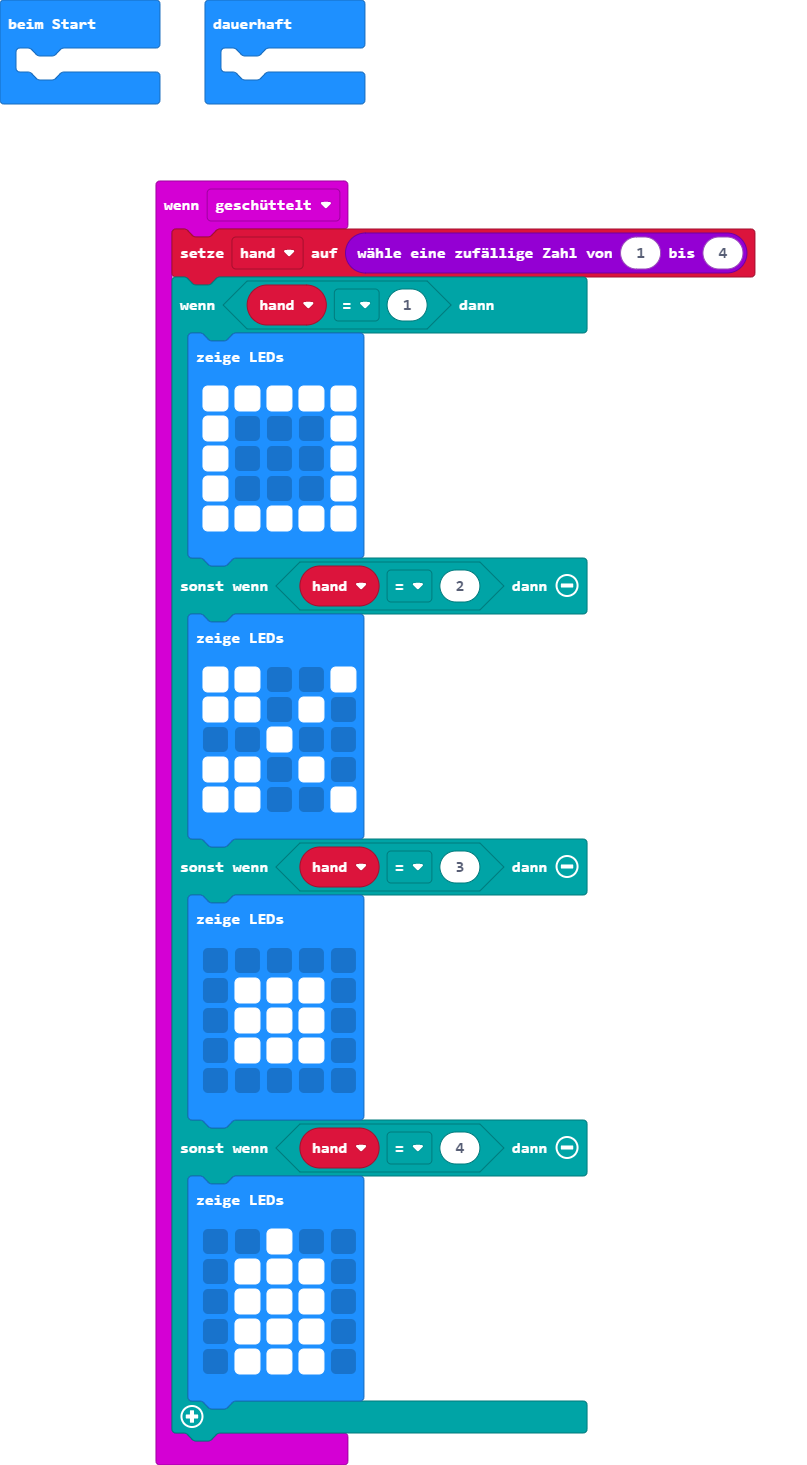 beim Start
dauerhaft
wenn geschüttelt
setze hand auf wähle eine zufällige Zahl von 1 bis 4
wenn hand = 1 dann
zeige LEDs
sonst wenn hand = 2 dann
zeige LEDs
sonst wenn hand = 3 dann
zeige LEDs
sonst wenn hand = 4 dann
zeige LEDs